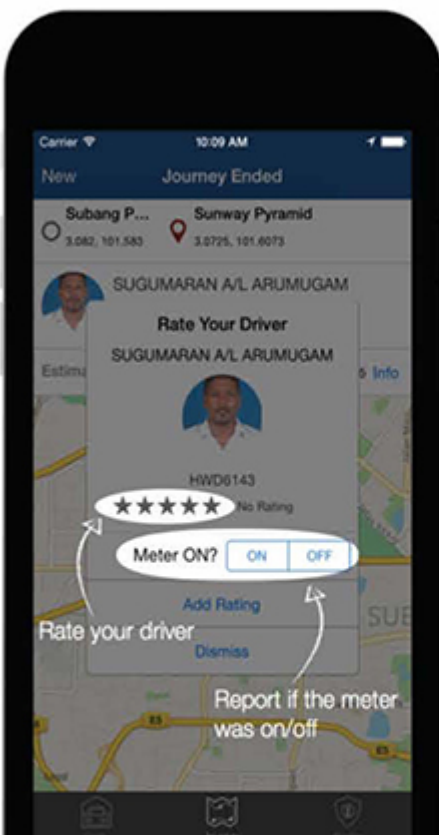 Carrier 10:09 AM
New Journey Ended
Subang P... Sunway Pyramid
3.082, 101.583 3.0725, 101.6073
SUGUMARAN A/L ARUMUGAM
Rate Your Driver
SUGUMARAN A/L ARUMUGAM
Estima 5 Info
HWD6143
★★★★★ No Rating
Meter ON? ON OFF
Add Rating
Rate your driver
SUB
Dismiss
Report if the meter
was on/off
E5
E5